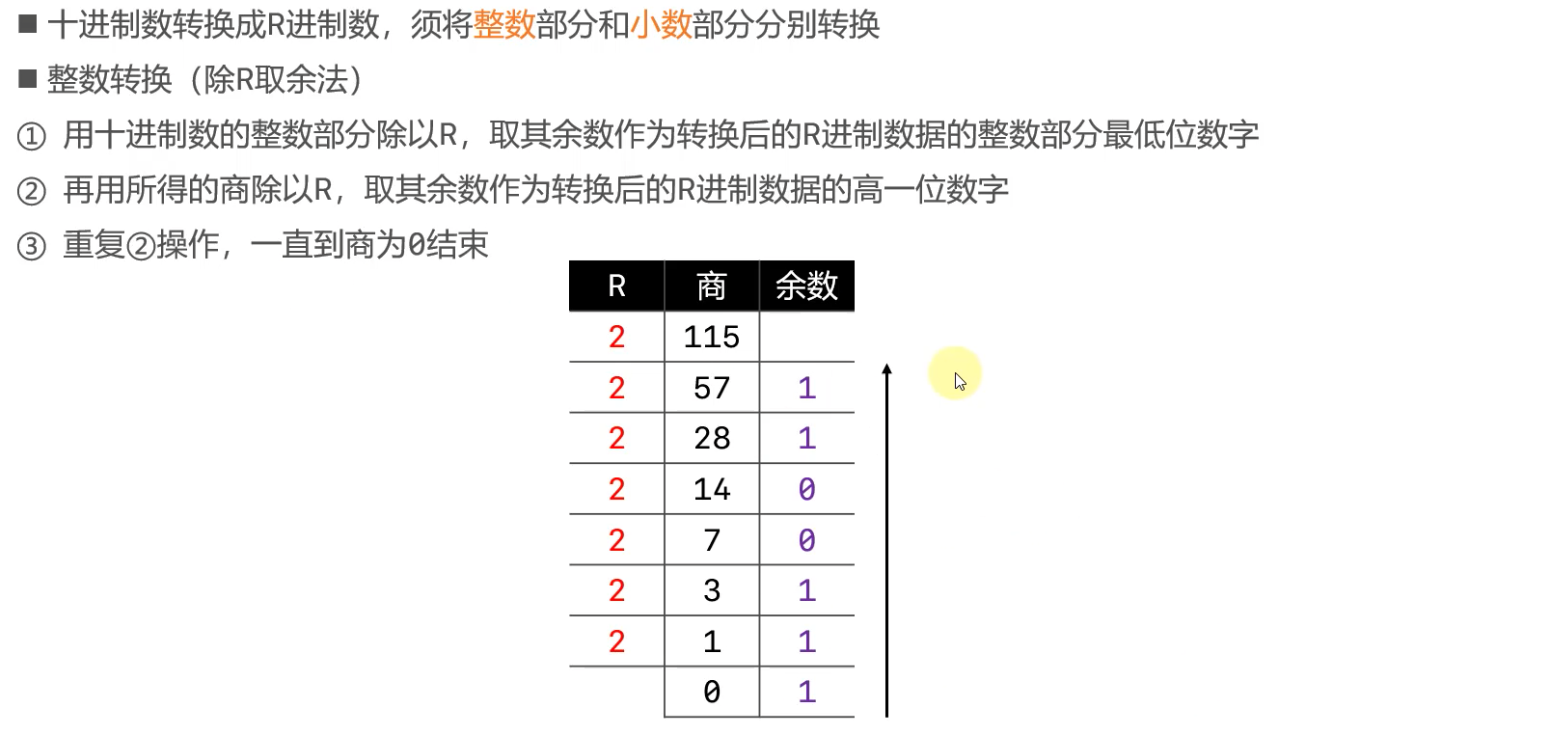 ■ 十进制数转换成R进制数，须将整数部分和小数部分分别转换
■ 整数转换（除R取余法）
① 用十进制数的整数部分除以R，取其余数作为转换后的R进制数据的整数部分最低位数字
② 再用所得的商除以R，取其余数作为转换后的R进制数据的高一位数字
③ 重复②操作，一直到商为0结束
R 商 余数
2 115
2 57 1
2 28 1
2 14 0
2 7 0
2 3 1
2 1 1
0 1